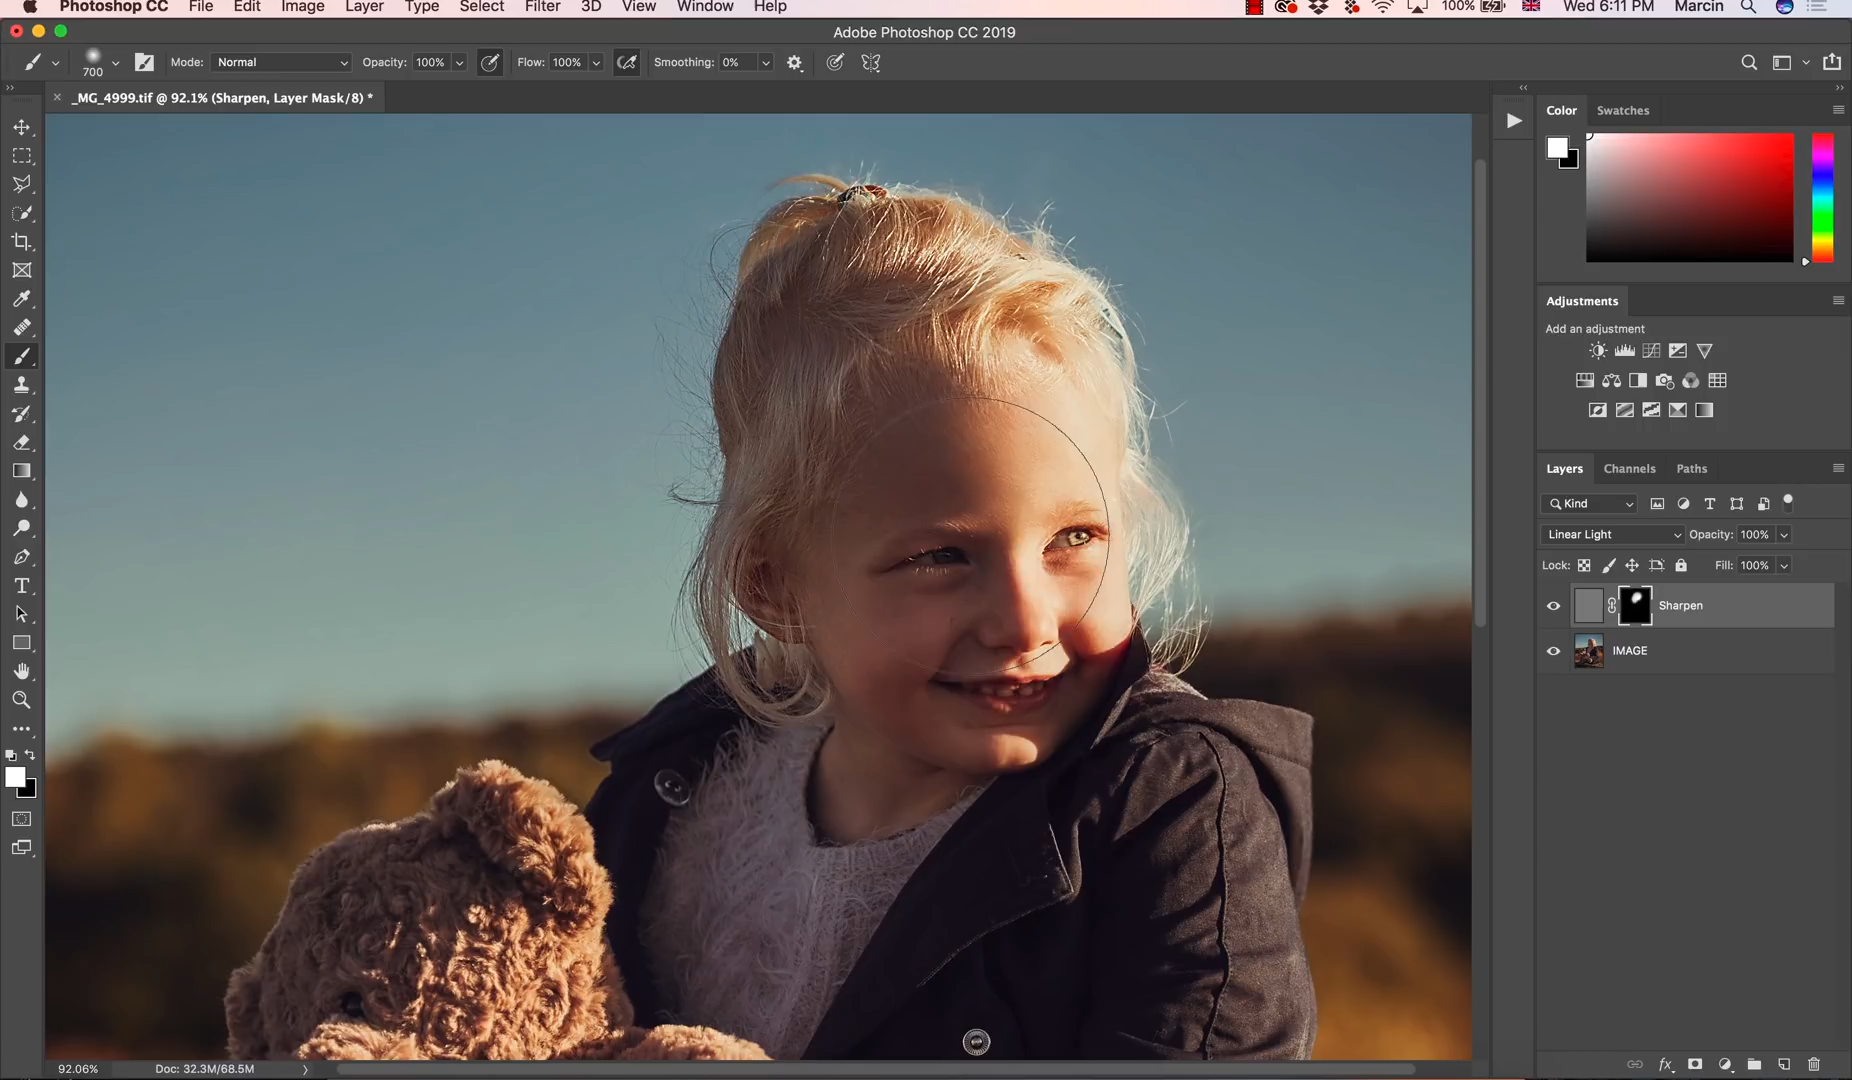 Photoshop CC File Edit Image Layer Type Select Filter 3D View Window Help 100% Wed 6:11 PM Marcin
Adobe Photoshop CC 2019
700 Mode: Normal Opacity: 100% Flow: 100% Smoothing: 0%
_MG_4999.tif @ 92.1% (Sharpen, Layer Mask/8) *
Color Swatches
Adjustments
Add an adjustment
Layers Channels Paths
Kind
Linear Light Opacity: 100%
Lock: Fill: 100%
Sharpen
IMAGE
92.06% Doc: 32.3M/68.5M